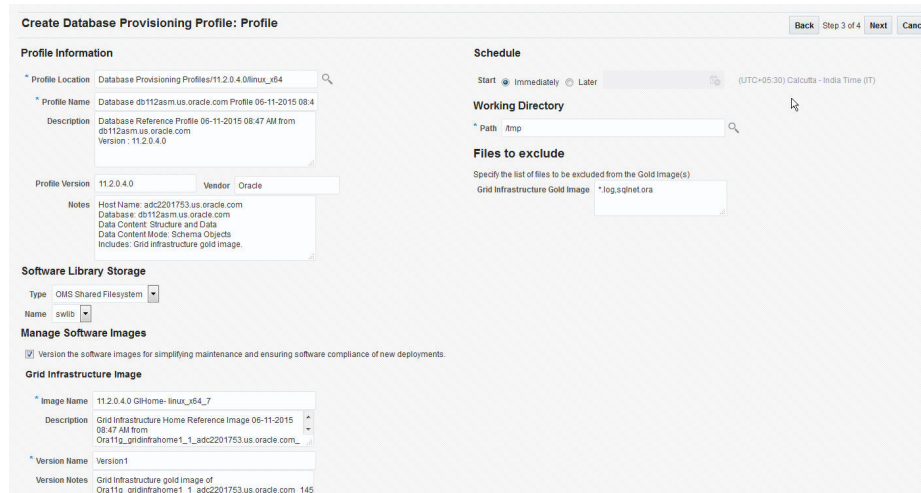 Create Database Provisioning Profile: Profile
Back Step 3 of 4 Next Canc
Profile Information
* Profile Location Database Provisioning Profiles/11.2.0.4.0/linux_x64
* Profile Name Database db112asm.us.oracle.com Profile 06-11-2015 08:4
Description Database Reference Profile 06-11-2015 08:47 AM from
db112asm.us.oracle.com
Version : 11.2.0.4.0
Profile Version 11.2.0.4.0 Vendor Oracle
Notes Host Name: adc2201753.us.oracle.com
Database: db112asm.us.oracle.com
Data Content: Structure and Data
Data Content Mode: Schema Objects
Includes: Grid infrastructure gold image.
Software Library Storage
Type OMS Shared Filesystem
Name swlib
Manage Software Images
Version the software images for simplifying maintenance and ensuring software compliance of new deployments.
Grid Infrastructure Image
* Image Name 11.2.0.4.0 GIHome- linux_x64_7
Description Grid Infrastructure Home Reference Image 06-11-2015
08:47 AM from
Ora11g_gridinfrahome1_1_adc2201753.us.oracle.com_
* Version Name Version1
Version Notes Grid Infrastructure gold image of
Ora11g_gridinfrahome1_1_adc2201753.us.oracle.com_145
Schedule
Start Immediately Later (UTC+05:30) Calcutta - India Time (IT)
Working Directory
* Path /tmp
Files to exclude
Specify the list of files to be excluded from the Gold Image(s)
Grid Infrastructure Gold Image *.log,sqlnet.ora